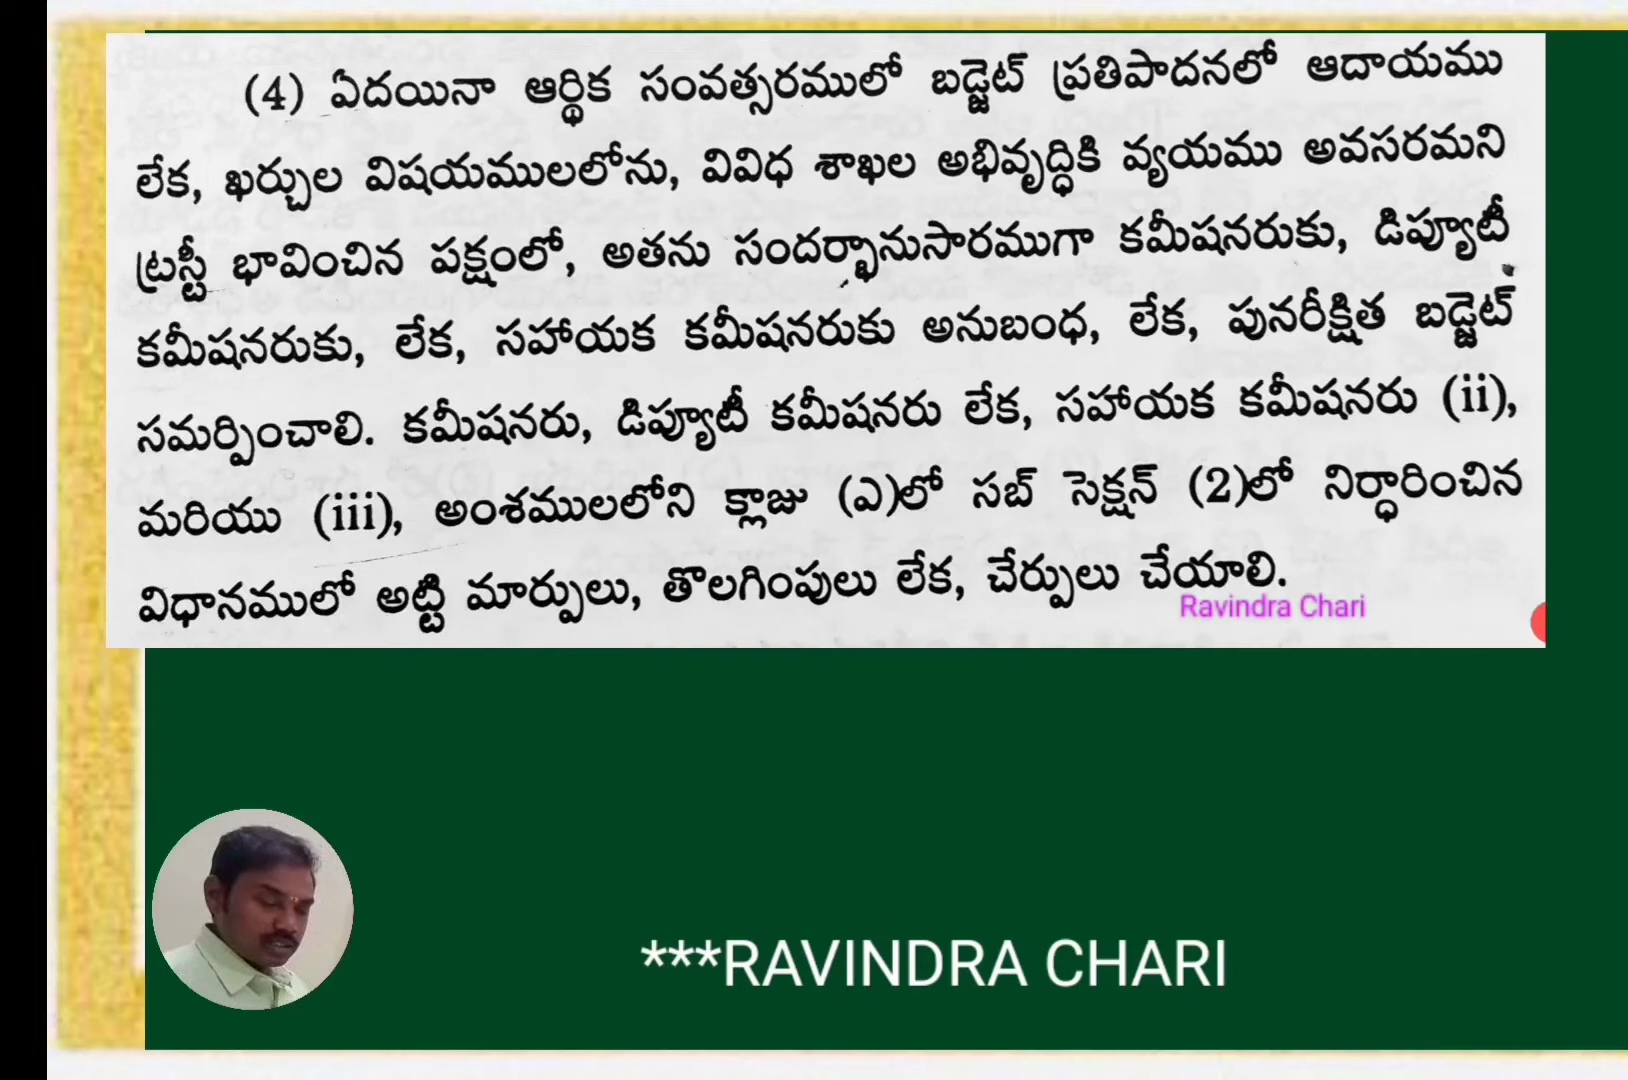 (4) ఏదయినా ఆర్థిక సంవత్సరములో బడ్జెట్ ప్రతిపాదనలో ఆదాయము
లేక, ఖర్చుల విషయములలోను, వివిధ శాఖల అభివృద్ధికి వ్యయము అవసరమని
ట్రస్టీ భావించిన పక్షంలో, అతను సందర్భానుసారముగా కమీషనరుకు, డిప్యూటీ
కమీషనరుకు, లేక, సహాయక కమీషనరుకు అనుబంధ, లేక, పునరీక్షిత బడ్జెట్
సమర్పించాలి. కమీషనరు, డిప్యూటీ కమీషనరు లేక, సహాయక కమీషనరు (ii),
మరియు (iii), అంశములలోని క్లాజు (ఎ)లో సబ్ సెక్షన్ (2)లో నిర్ధారించిన
విధానములో అట్టి మార్పులు, తొలగింపులు లేక, చేర్పులు చేయాలి.
Ravindra Chari
***RAVINDRA CHARI